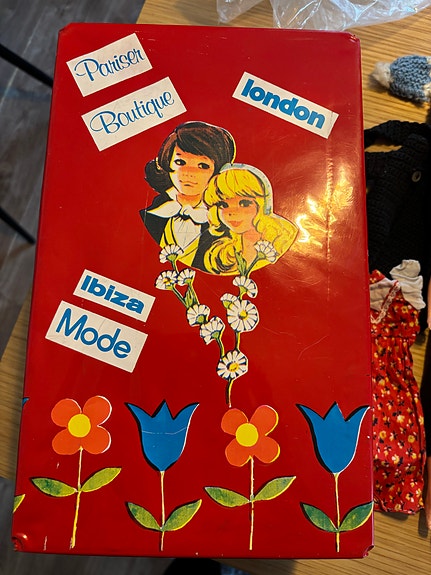 Pariser
Boutique
london
Ibiza
Mode